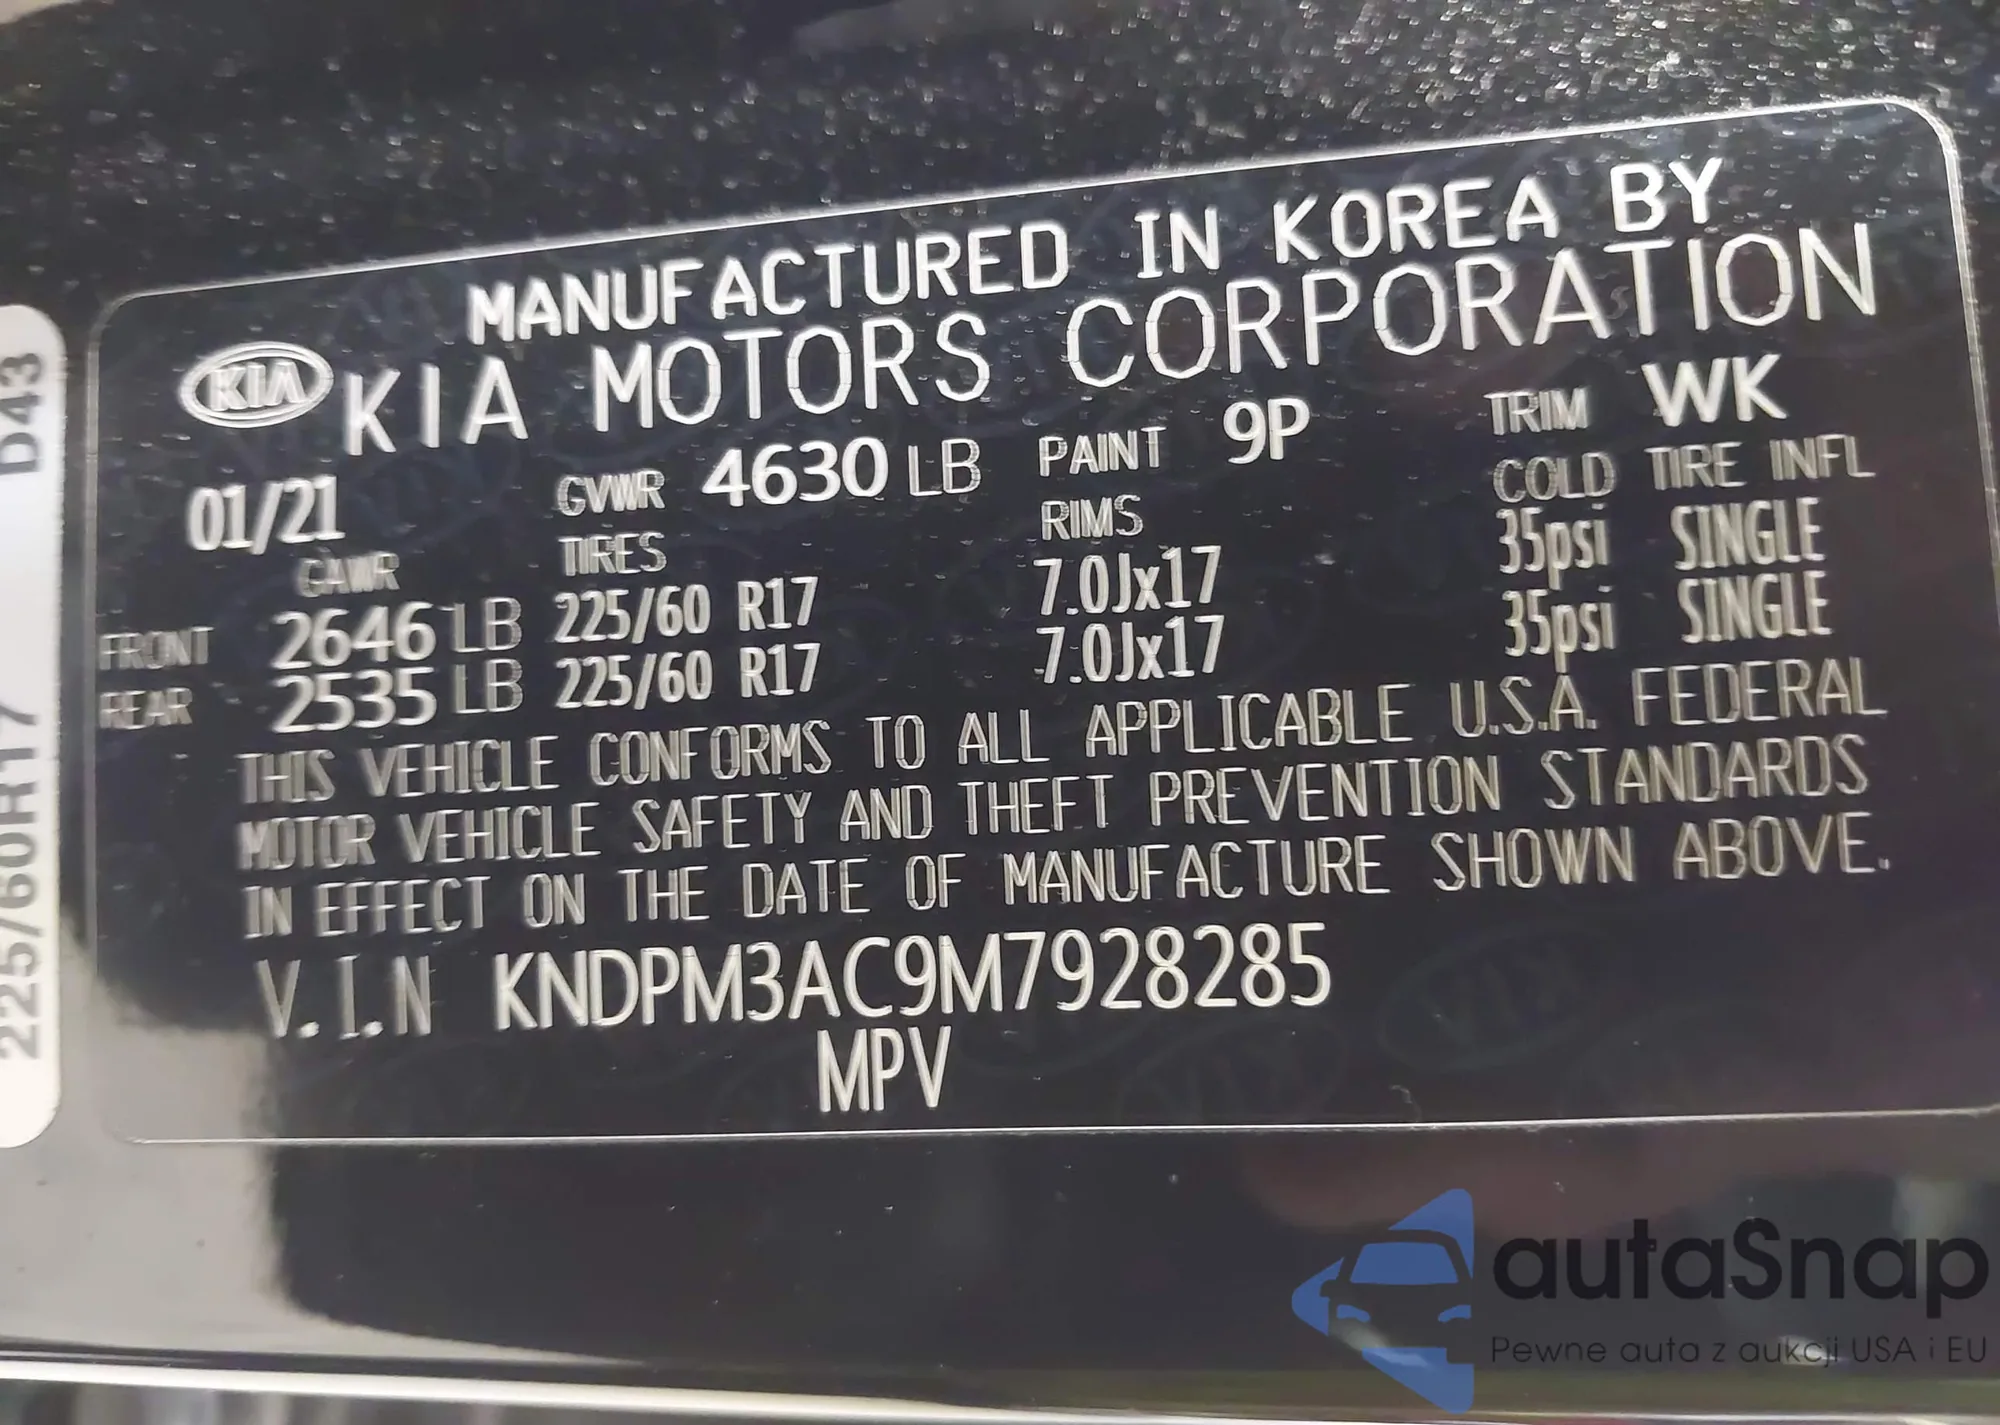 MANUFACTURED IN KOREA BY
KIA KIA MOTORS CORPORATION
01/21 GVWR 4630 LB PAINT 9P TRIM WK
GAWR TIRES RIMS COLD TIRE INFL
FRONT 2646 LB 225/60 R17 7.0Jx17 35psi SINGLE
REAR 2535 LB 225/60 R17 7.0Jx17 35psi SINGLE
THIS VEHICLE CONFORMS TO ALL APPLICABLE U.S.A. FEDERAL
MOTOR VEHICLE SAFETY AND THEFT PREVENTION STANDARDS
IN EFFECT ON THE DATE OF MANUFACTURE SHOWN ABOVE.
V.I.N KNDPM3AC9M7928285
MPV
225/60R17 D43
autaSnap
Pewne auta z aukcji USA i EU